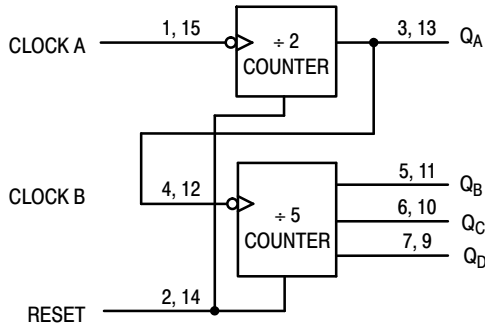 CLOCK A
1, 15
÷ 2
COUNTER
3, 13
QA
CLOCK B
4, 12
÷ 5
COUNTER
5, 11
QB
6, 10
QC
7, 9
QD
RESET
2, 14